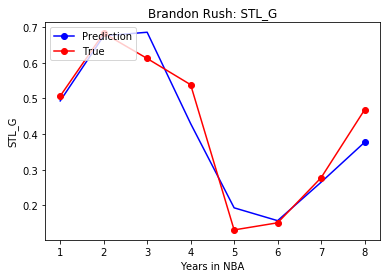 Brandon Rush: STL_G
Prediction
True
0.7
0.6
0.5
0.4
0.3
0.2
STL_G
1 2 3 4 5 6 7 8
Years in NBA